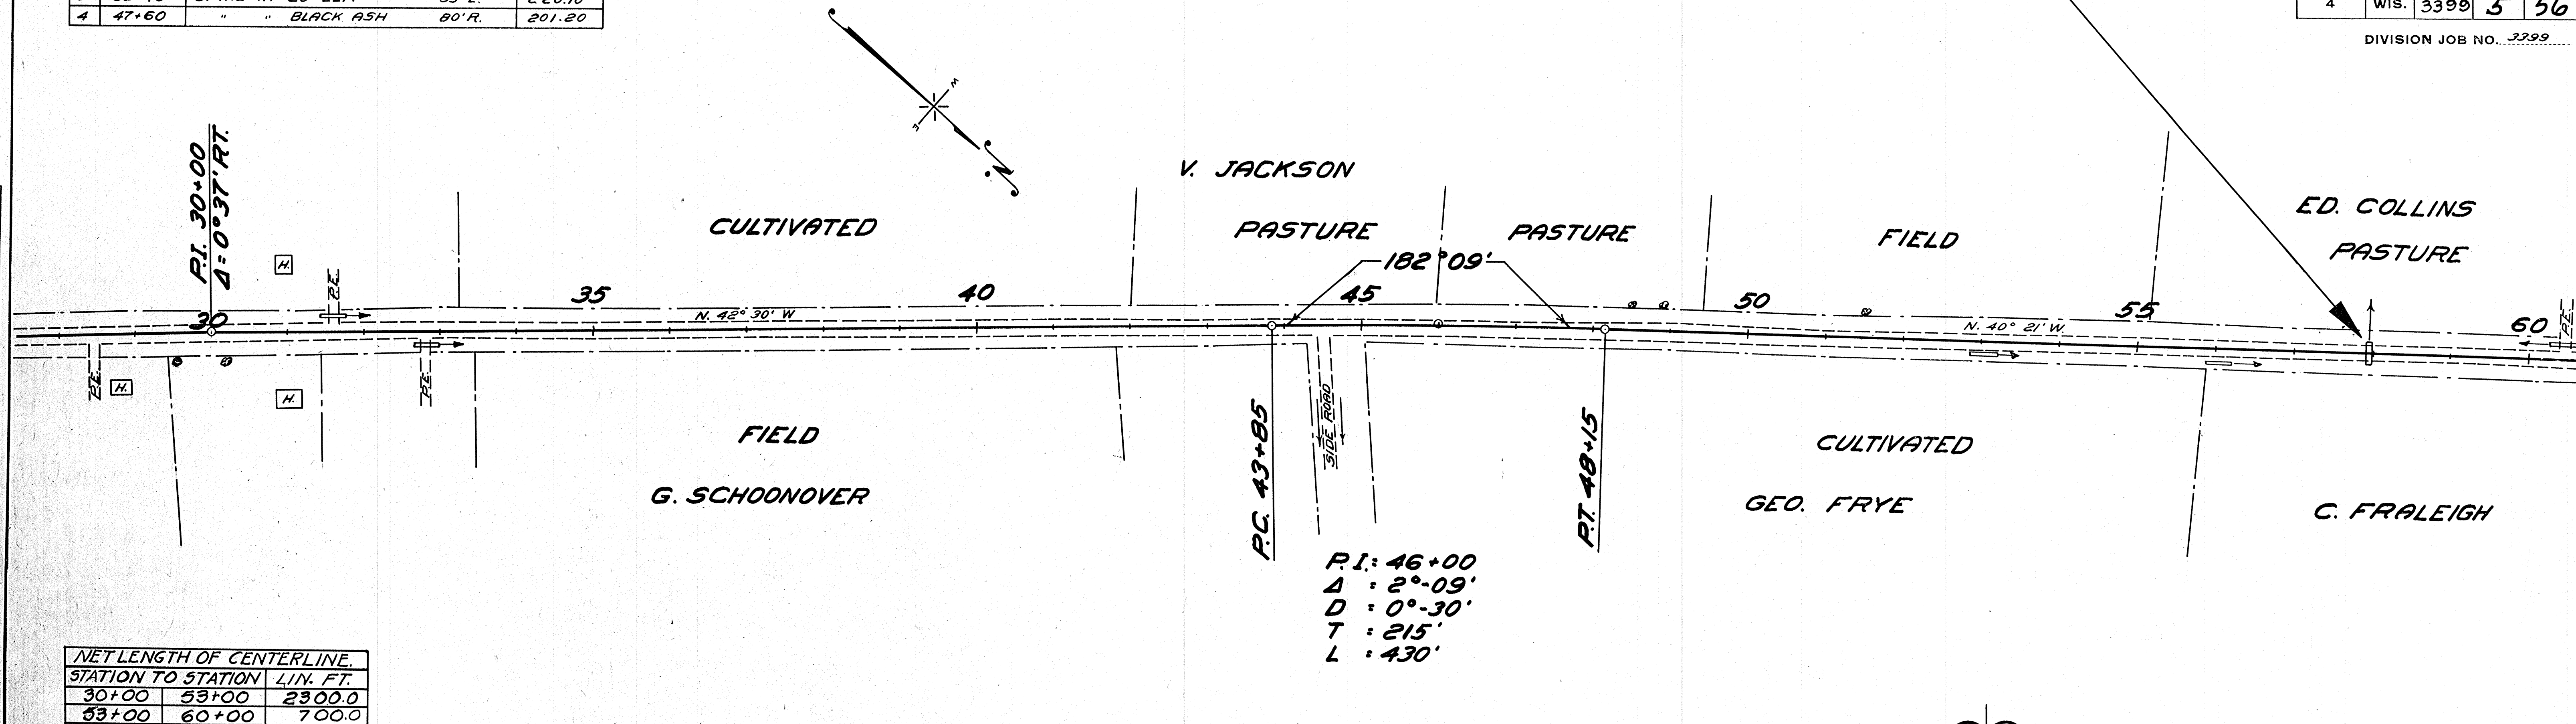 4 47+60 " " BLACK ASH 80'R. 201.20
4 WIS. 3399 5 56
DIVISION JOB NO. 3399
W
E
N
P.I. 30+00
Δ=0°37'RT.
V. JACKSON
CULTIVATED
PASTURE
PASTURE
FIELD
ED. COLLINS
PASTURE
H.
P.E.
182°09'
30
35
40
45
50
55
60
N. 42° 30' W
N. 40° 21' W.
P.E.
P.E.
H.
H.
P.E.
SIDE ROAD
P.C. 43+85
P.T. 48+15
FIELD
G. SCHOONOVER
CULTIVATED
GEO. FRYE
C. FRALEIGH
P.I.: 46+00
Δ : 2°-09'
D : 0°-30'
T : 215'
L : 430'
NET LENGTH OF CENTERLINE.
STATION TO STATION LIN. FT.
30+00 53+00 2300.0
53+00 60+00 700.0